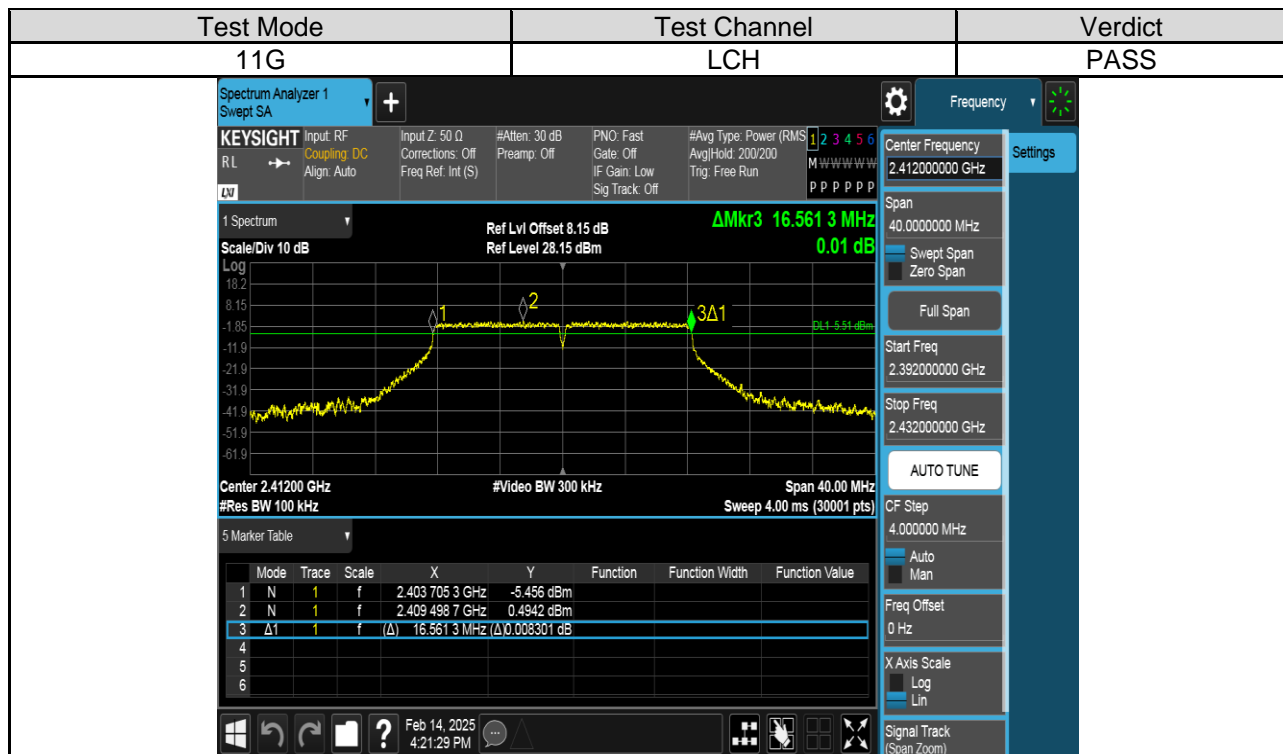 Test Mode Test Channel Verdict
11G LCH PASS
Spectrum Analyzer 1
Swept SA
+
Frequency
KEYSIGHT Input: RF Input Z: 50 Ω #Atten: 30 dB PNO: Fast #Avg Type: Power (RMS 1 2 3 4 5 6
RL Coupling: DC Corrections: Off Preamp: Off Gate: Off Avg|Hold: 200/200 M W W W W W
Align: Auto Freq Ref: Int (S) IF Gain: Low Trig: Free Run
LXI Sig Track: Off P P P P P P
1 Spectrum
Ref Lvl Offset 8.15 dB ΔMkr3 16.561 3 MHz
Scale/Div 10 dB Ref Level 28.15 dBm 0.01 dB
Log
18.2
8.15
-1.85
-11.9
-21.9
-31.9
-41.9
-51.9
-61.9
1
2
3Δ1
DL1 -5.51 dBm
Center 2.41200 GHz #Video BW 300 kHz Span 40.00 MHz
#Res BW 100 kHz Sweep 4.00 ms (30001 pts)
5 Marker Table
Mode Trace Scale X Y Function Function Width Function Value
1 N 1 f 2.403 705 3 GHz -5.456 dBm
2 N 1 f 2.409 498 7 GHz 0.4942 dBm
3 Δ1 1 f (Δ) 16.561 3 MHz (Δ)0.008301 dB
4
5
6
?
Feb 14, 2025
4:21:29 PM
Settings
Center Frequency
2.412000000 GHz
Span
40.0000000 MHz
Swept Span
Zero Span
Full Span
Start Freq
2.392000000 GHz
Stop Freq
2.432000000 GHz
AUTO TUNE
CF Step
4.000000 MHz
Auto
Man
Freq Offset
0 Hz
X Axis Scale
Log
Lin
Signal Track
(Span Zoom)